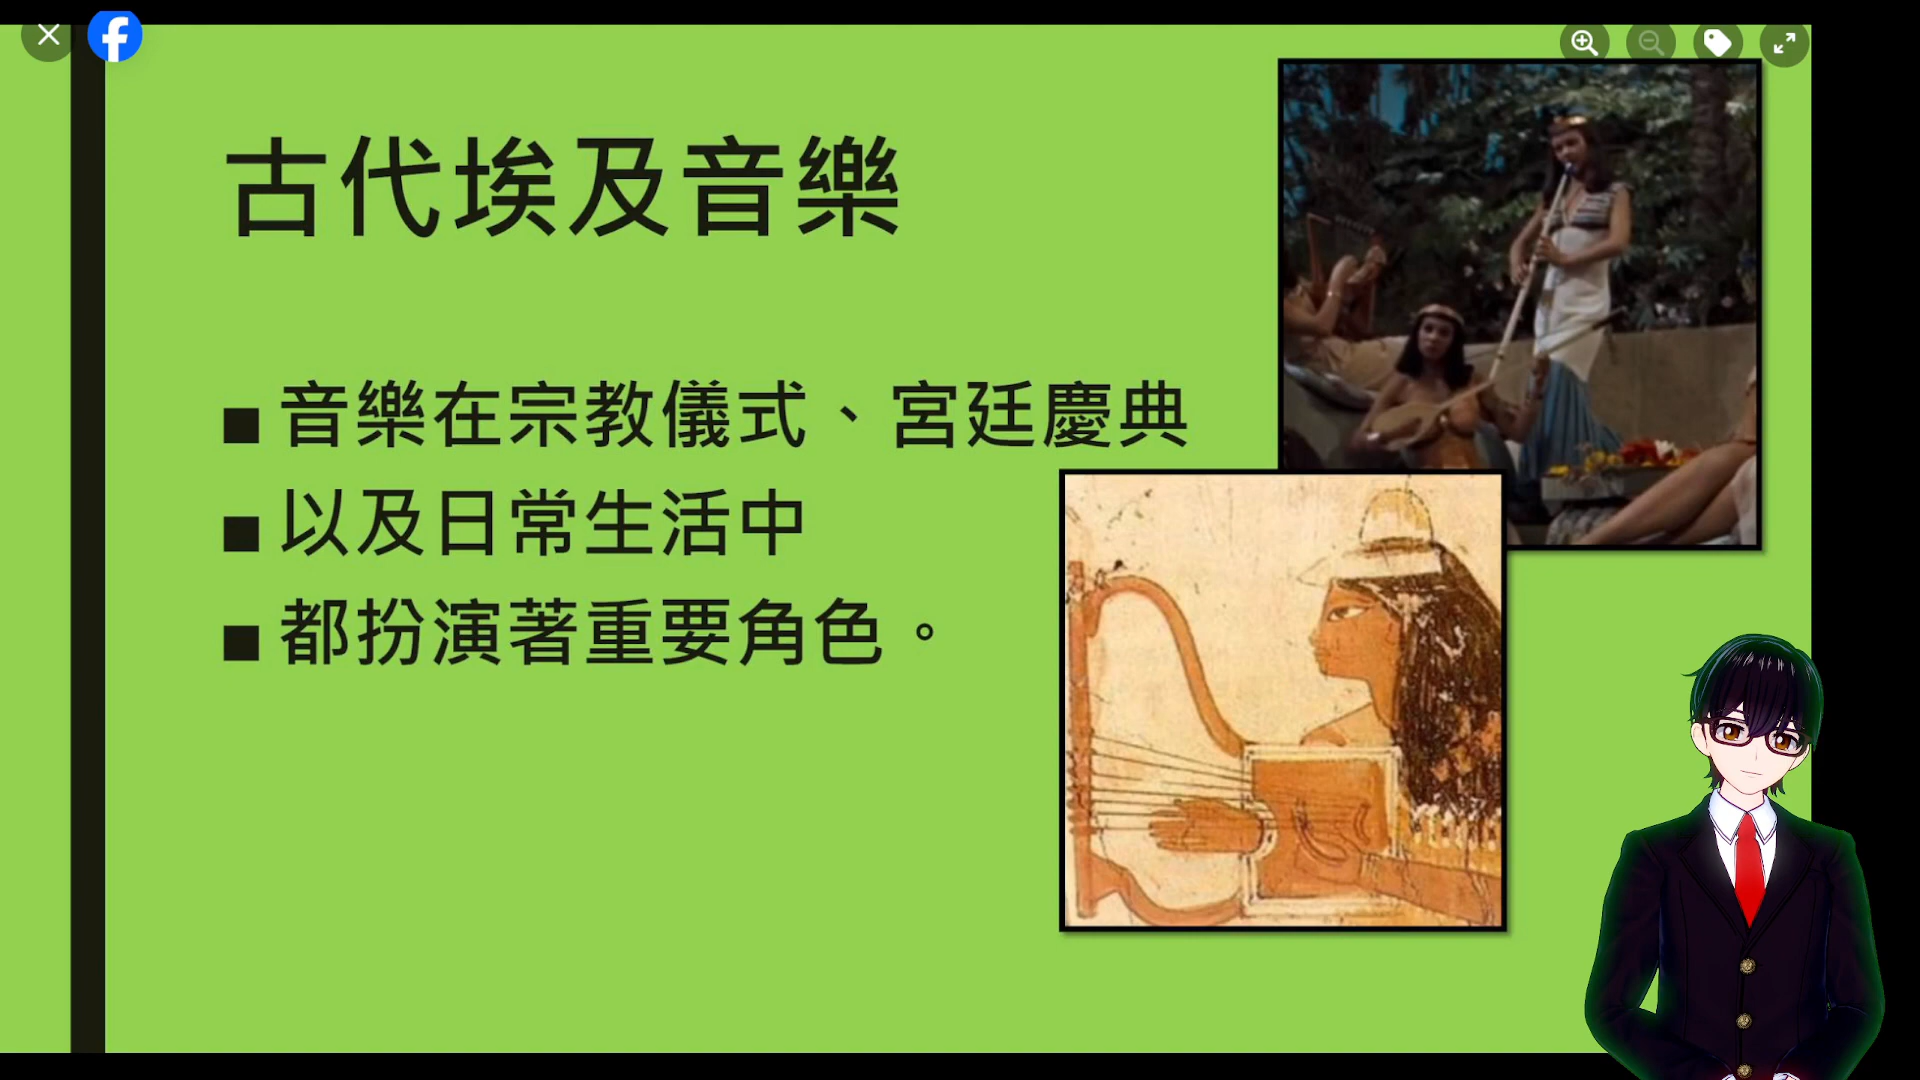 古代埃及音樂
■ 音樂在宗教儀式、宮廷慶典
■ 以及日常生活中
■ 都扮演著重要角色。